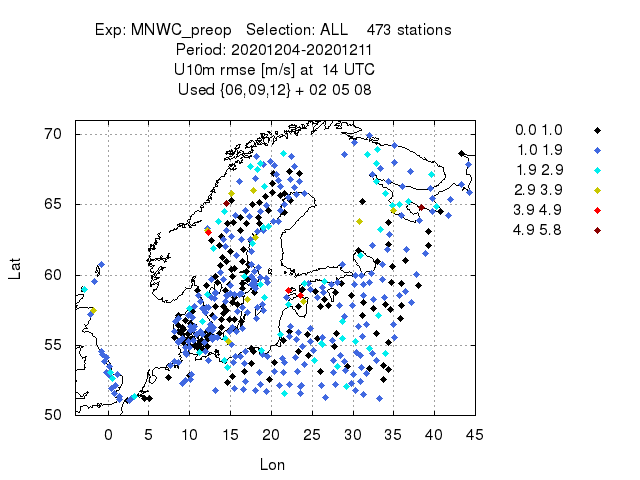 Exp: MNWC_preop Selection: ALL 473 stations
Period: 20201204-20201211
U10m rmse [m/s] at 14 UTC
Used {06,09,12} + 02 05 08
0.0 1.0
1.0 1.9
1.9 2.9
2.9 3.9
3.9 4.9
4.9 5.8
Lat
70
65
60
55
50
0 5 10 15 20 25 30 35 40 45
Lon